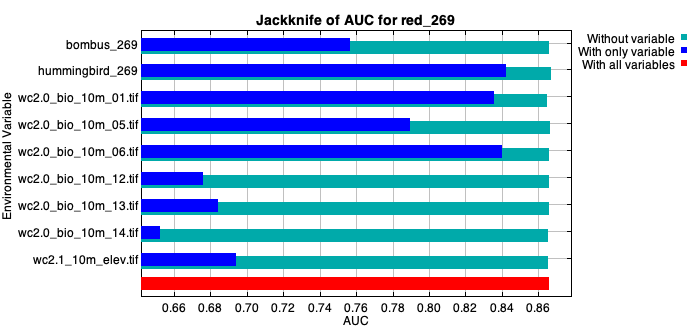 Jackknife of AUC for red_269
Without variable
With only variable
With all variables
Environmental Variable
bombus_269
hummingbird_269
wc2.0_bio_10m_01.tif
wc2.0_bio_10m_05.tif
wc2.0_bio_10m_06.tif
wc2.0_bio_10m_12.tif
wc2.0_bio_10m_13.tif
wc2.0_bio_10m_14.tif
wc2.1_10m_elev.tif
0.66 0.68 0.70 0.72 0.74 0.76 0.78 0.80 0.82 0.84 0.86
AUC